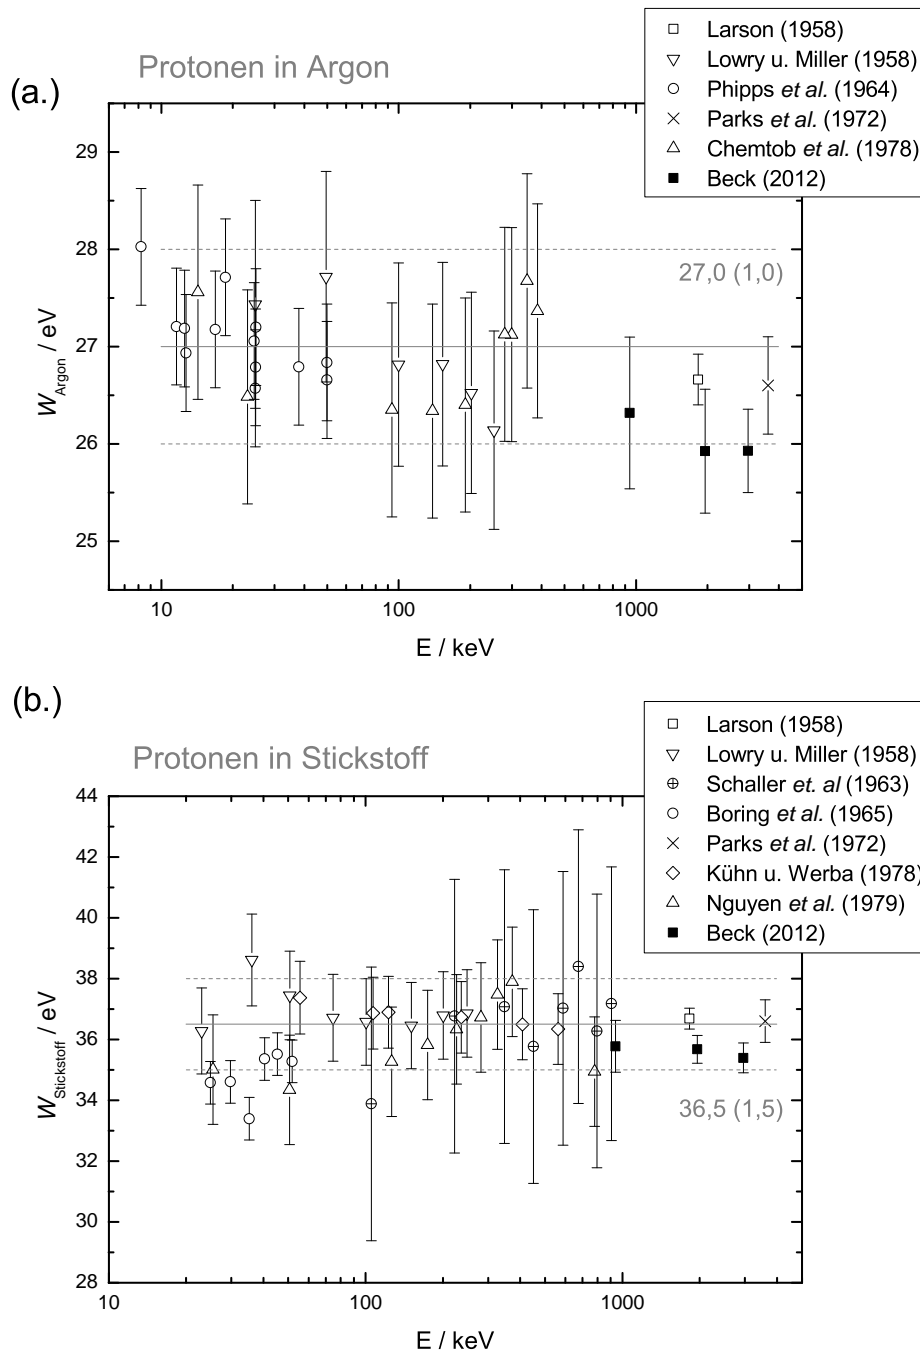 (a.)
Protonen in Argon
Larson (1958)
Lowry u. Miller (1958)
Phipps et al. (1964)
Parks et al. (1972)
Chemtob et al. (1978)
Beck (2012)
29
28
27
26
25
W Argon / eV
27,0 (1,0)
10
100
1000
E / keV
(b.)
Protonen in Stickstoff
Larson (1958)
Lowry u. Miller (1958)
Schaller et. al (1963)
Boring et al. (1965)
Parks et al. (1972)
Kühn u. Werba (1978)
Nguyen et al. (1979)
Beck (2012)
44
42
40
38
36
34
32
30
28
W Stickstoff / eV
36,5 (1,5)
10
100
1000
E / keV